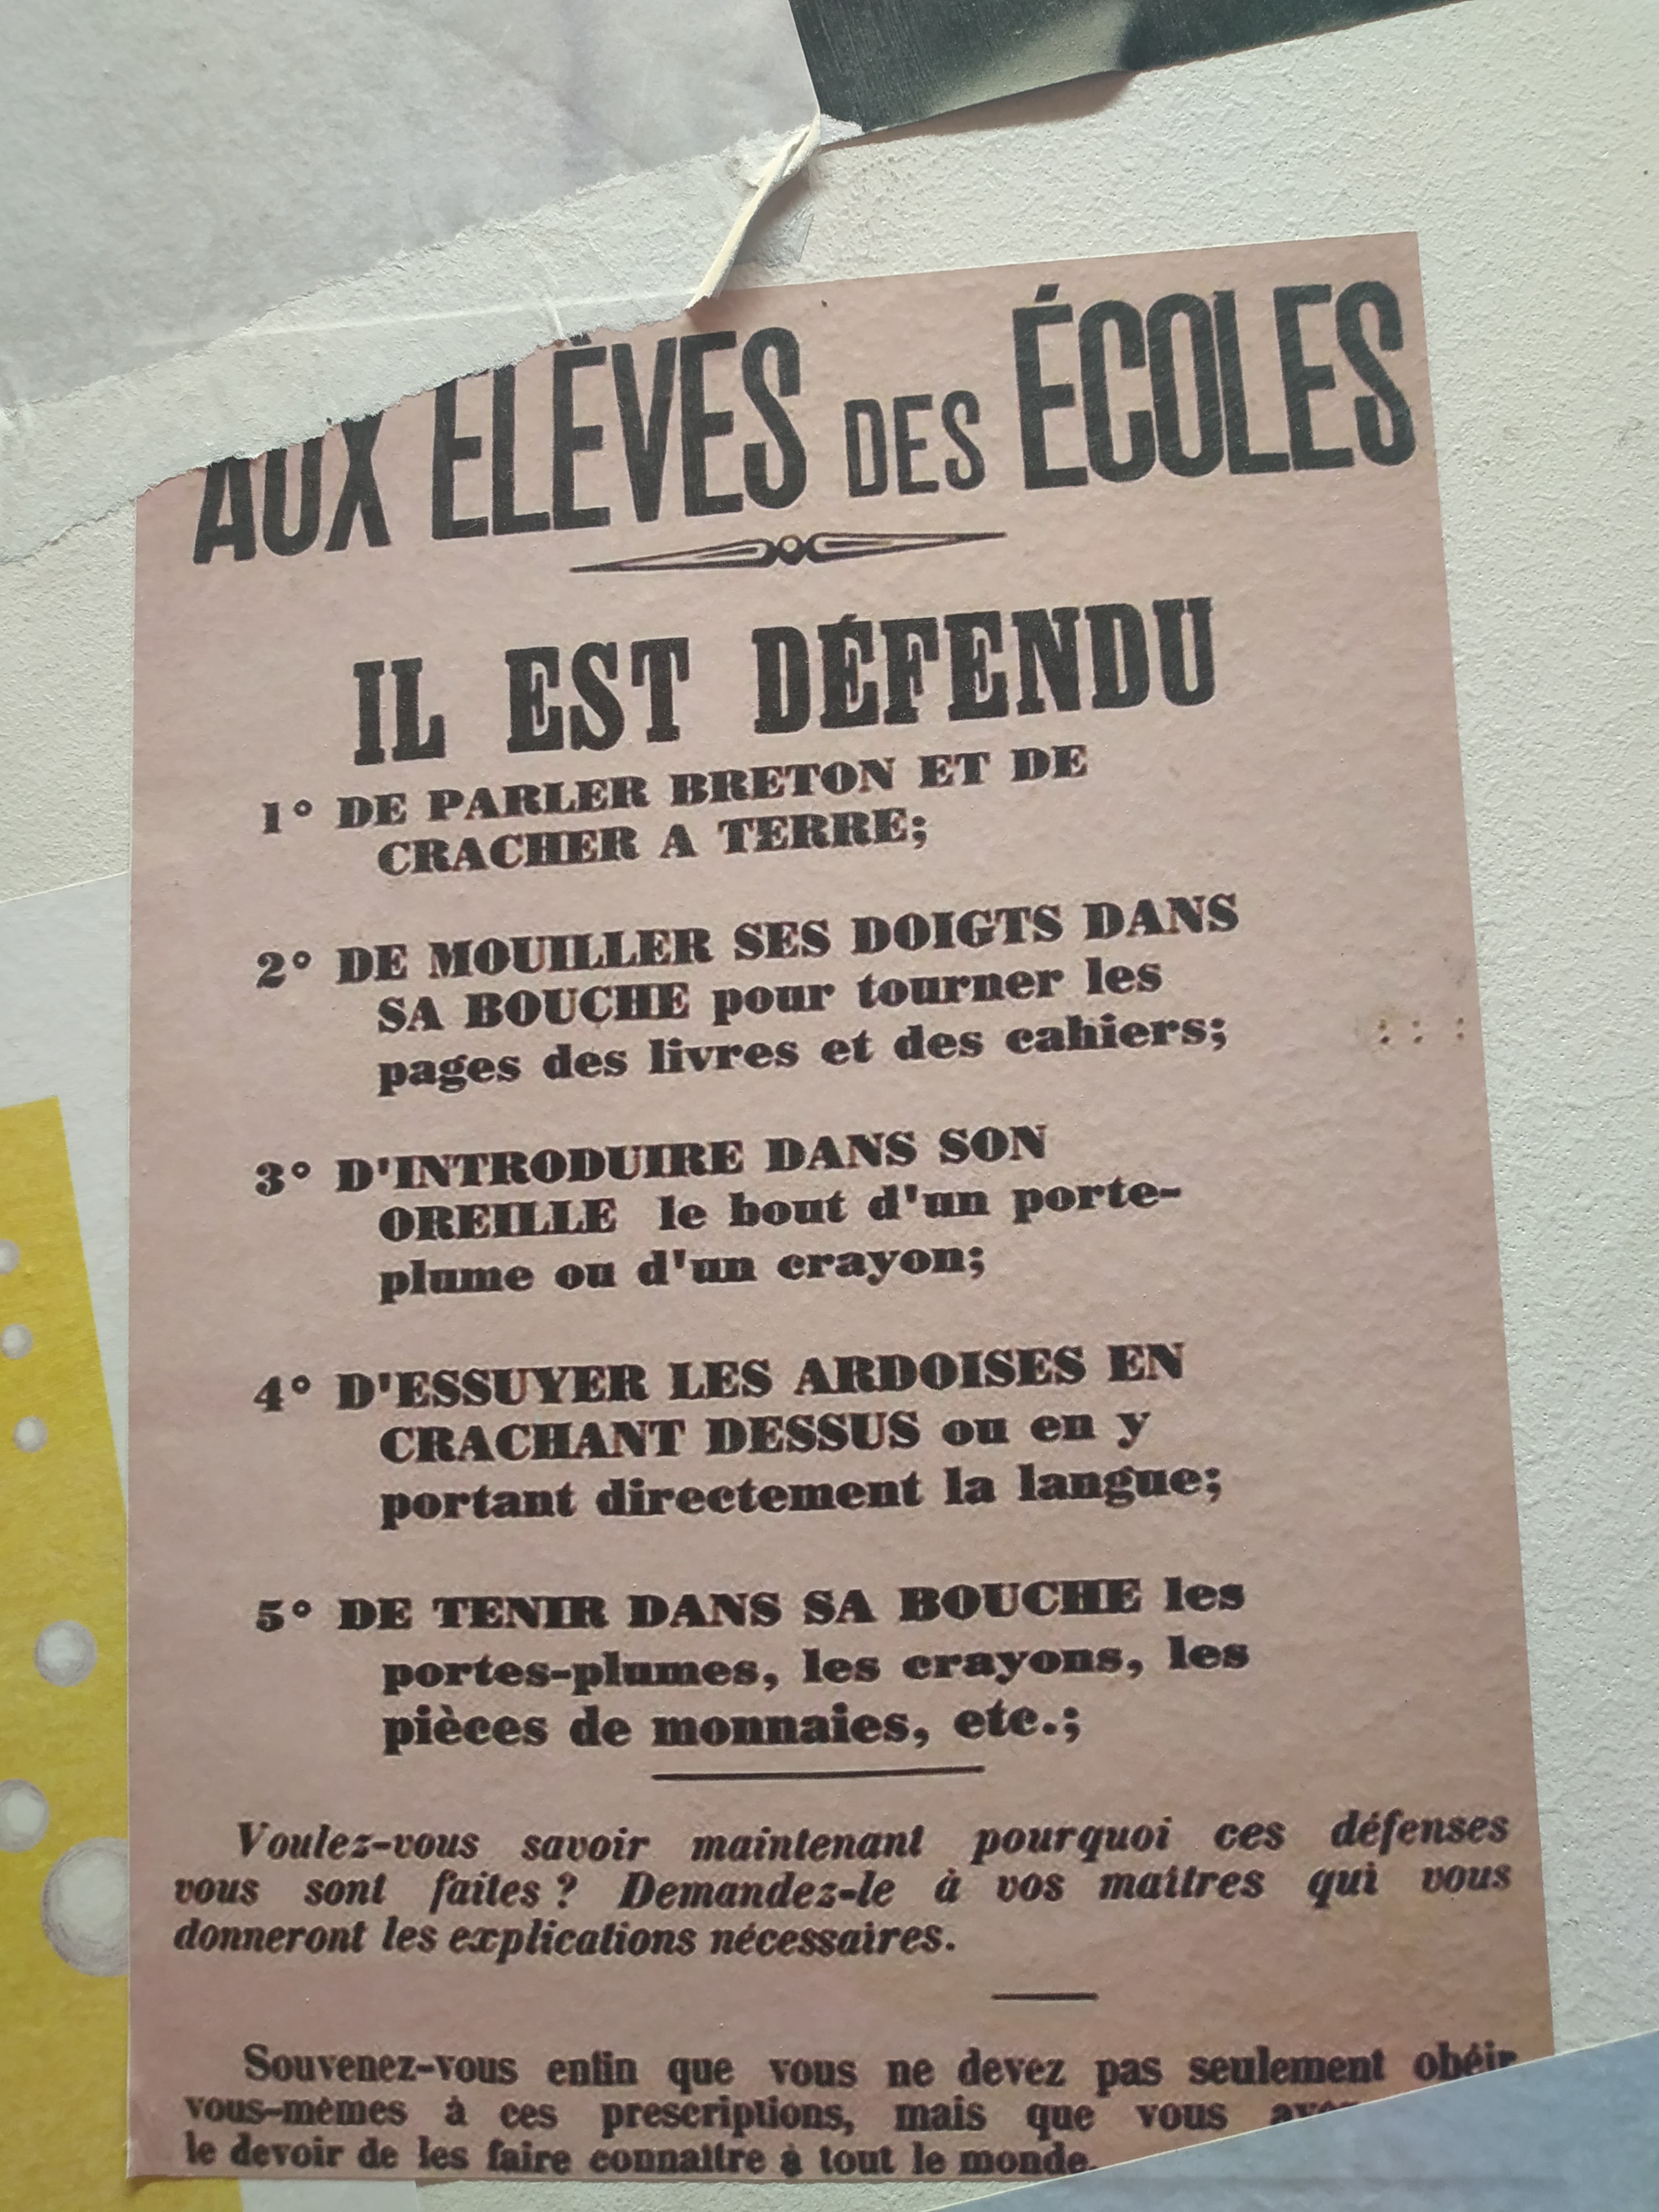 AUX ÉLÈVES DES ÉCOLES
IL EST DÉFENDU
1° DE PARLER BRETON ET DE
CRACHER A TERRE;
2° DE MOUILLER SES DOIGTS DANS
SA BOUCHE pour tourner les
pages des livres et des cahiers;
3° D'INTRODUIRE DANS SON
OREILLE le bout d'un porte-
plume ou d'un crayon;
4° D'ESSUYER LES ARDOISES EN
CRACHANT DESSUS ou en y
portant directement la langue;
5° DE TENIR DANS SA BOUCHE les
portes-plumes, les crayons, les
pièces de monnaies, etc.;
Voulez-vous savoir maintenant pourquoi ces défenses
vous sont faites ? Demandez-le à vos maitres qui vous
donneront les explications nécessaires.
Souvenez-vous enfin que vous ne devez pas seulement obéir
vous-mèmes à ces prescriptions, mais que vous
le devoir de les faire connaître à tout le monde.